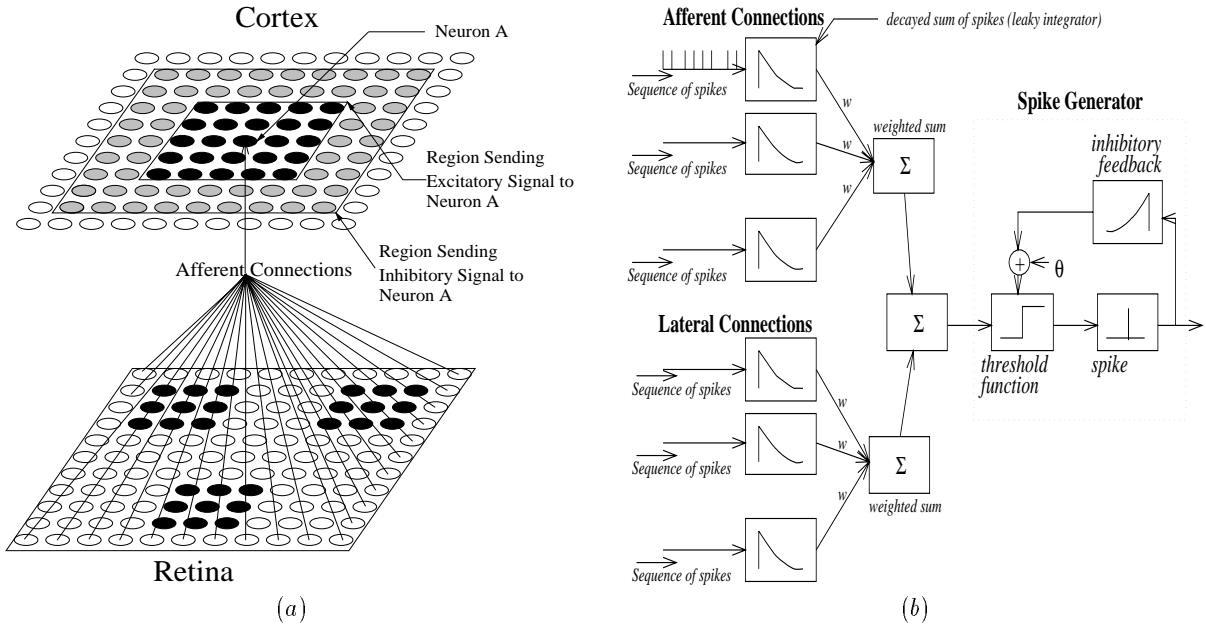 Cortex
Neuron A
Region Sending
Excitatory Signal to
Neuron A
Region Sending
Inhibitory Signal to
Neuron A
Afferent Connections
Retina
(a)
Afferent Connections
decayed sum of spikes (leaky integrator)
Sequence of spikes
w
weighted sum
Spike Generator
Sequence of spikes
w
Σ
inhibitory
feedback
w
Sequence of spikes
+
θ
Lateral Connections
Σ
threshold
function
spike
Sequence of spikes
w
Sequence of spikes
w
Σ
w
weighted sum
Sequence of spikes
(b)